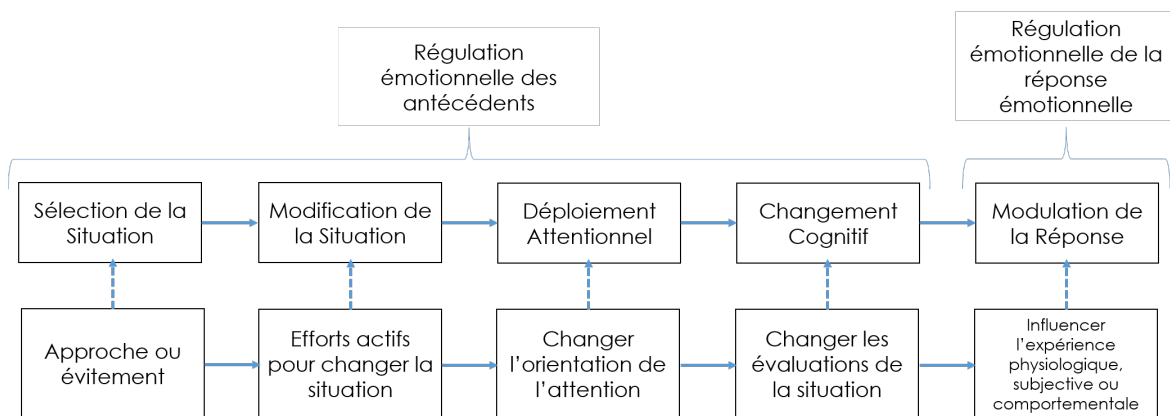 Régulation
émotionnelle des
antécédents
Régulation
émotionnelle de la
réponse
émotionnelle
Sélection de la
Situation
Modification de
la Situation
Déploiement
Attentionnel
Changement
Cognitif
Modulation de
la Réponse
Approche ou
évitement
Efforts actifs
pour changer la
situation
Changer
l’orientation de
l’attention
Changer les
évaluations de
la situation
Influencer
l’expérience
physiologique,
subjective ou
comportementale